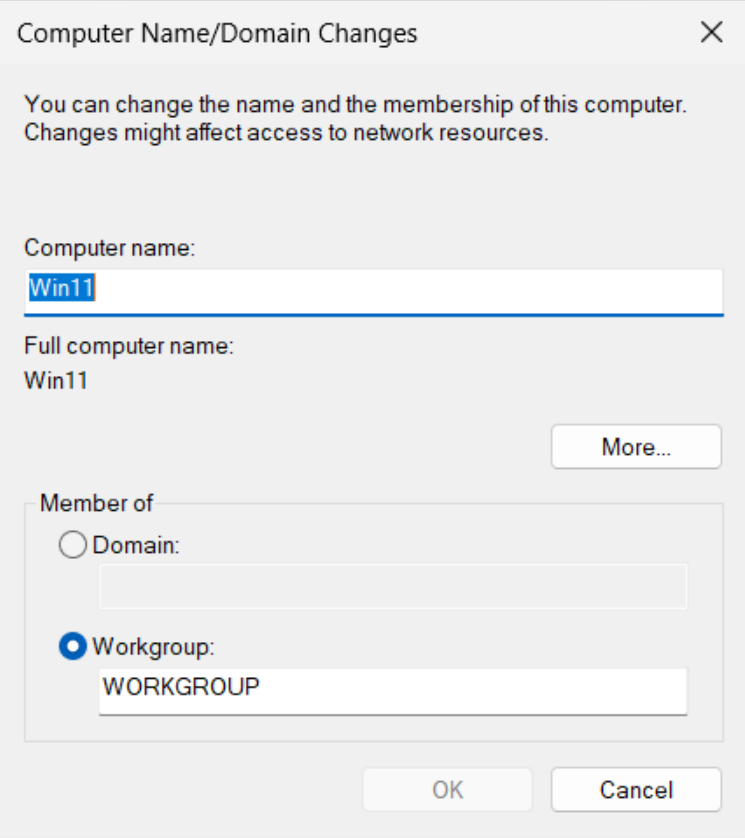 Computer Name/Domain Changes
You can change the name and the membership of this computer.
Changes might affect access to network resources.
Computer name:
Win11
Full computer name:
Win11
More...
Member of
Domain:
Workgroup:
WORKGROUP
OK
Cancel